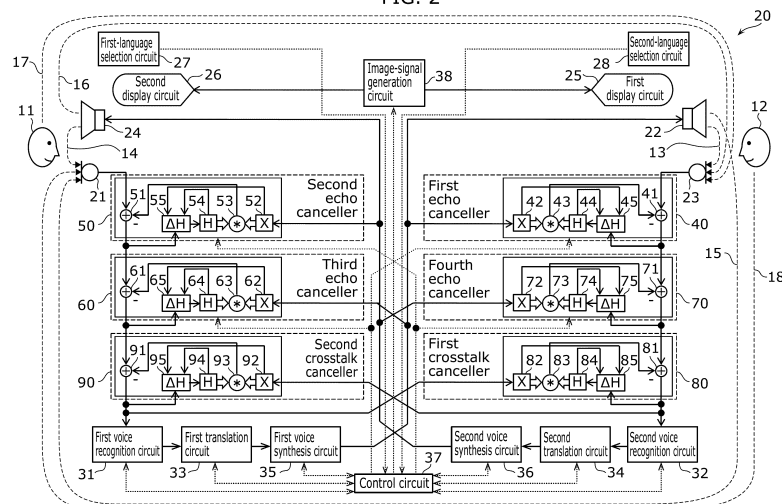 FIG. 2
20
First-language
selection circuit
27
Second-language
selection circuit
28
17
16
Second
display circuit
26
Image-signal
generation
circuit
38
25
First
display circuit
11
24
14
22
13
12
21
23
50
51
-
55
54
53
52
ΔH
H
*
X
Second
echo
canceller
First
echo
canceller
42
43
44
45
41
X
*
H
ΔH
-
40
60
61
-
65
64
63
62
ΔH
H
*
X
Third
echo
canceller
Fourth
echo
canceller
72
73
74
75
71
X
*
H
ΔH
-
70
15
18
90
91
-
95
94
93
92
ΔH
H
*
X
Second
crosstalk
canceller
First
crosstalk
canceller
82
83
84
85
81
X
*
H
ΔH
-
80
First voice
recognition circuit
31
First translation
circuit
33
First voice
synthesis circuit
35
Second voice
synthesis circuit
36
Second
translation circuit
34
Second voice
recognition circuit
32
37
Control circuit